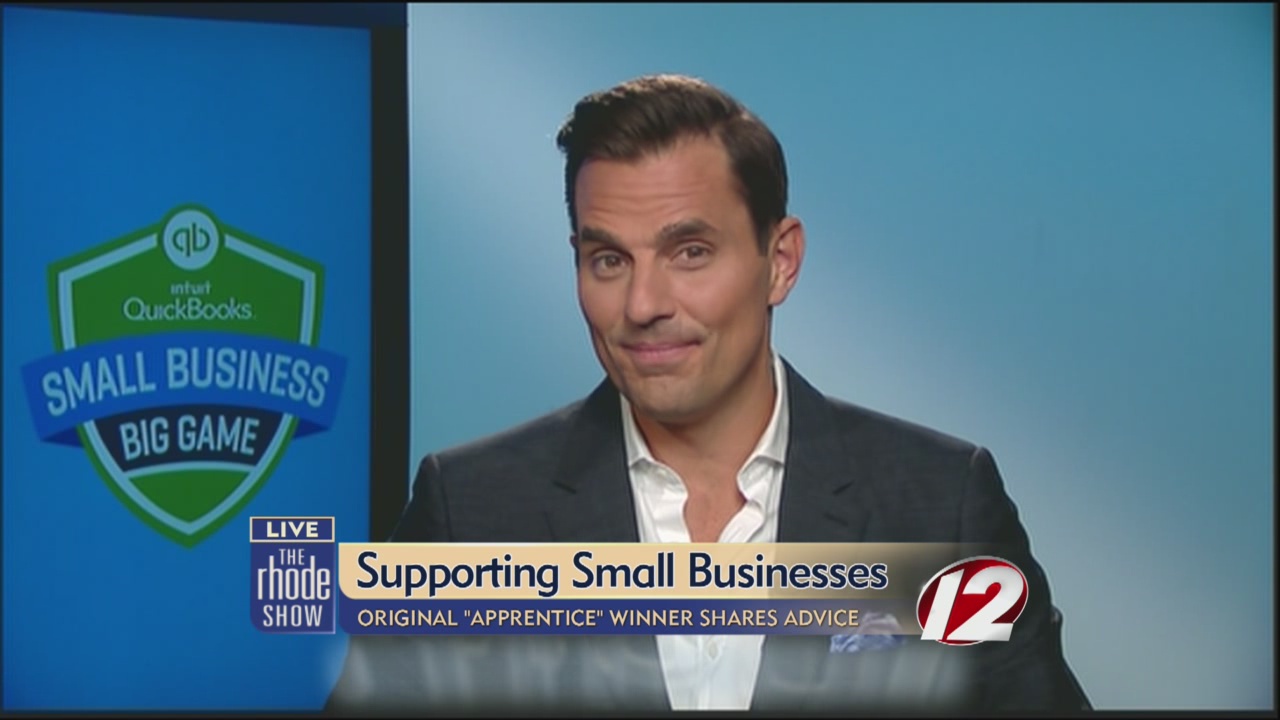 qb
intuit
QuickBooks.
SMALL BUSINESS
BIG GAME
LIVE
THE
rhode
SHOW
Supporting Small Businesses
ORIGINAL "APPRENTICE" WINNER SHARES ADVICE
12